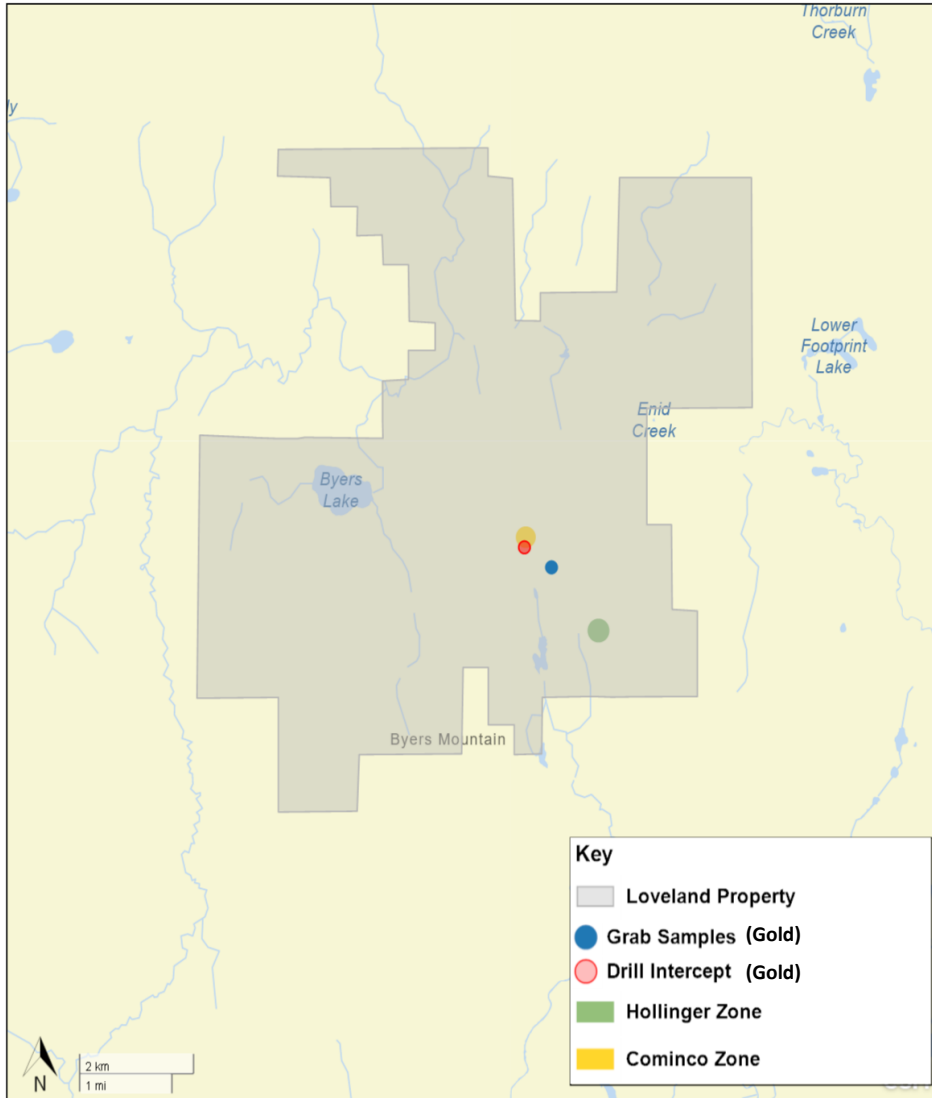 Thorburn
Creek
ly
Lower
Footprint
Lake
Enid
Creek
Byers
Lake
Byers Mountain
Key
Loveland Property
Grab Samples (Gold)
Drill Intercept (Gold)
Hollinger Zone
Cominco Zone
N
2 km
1 mi